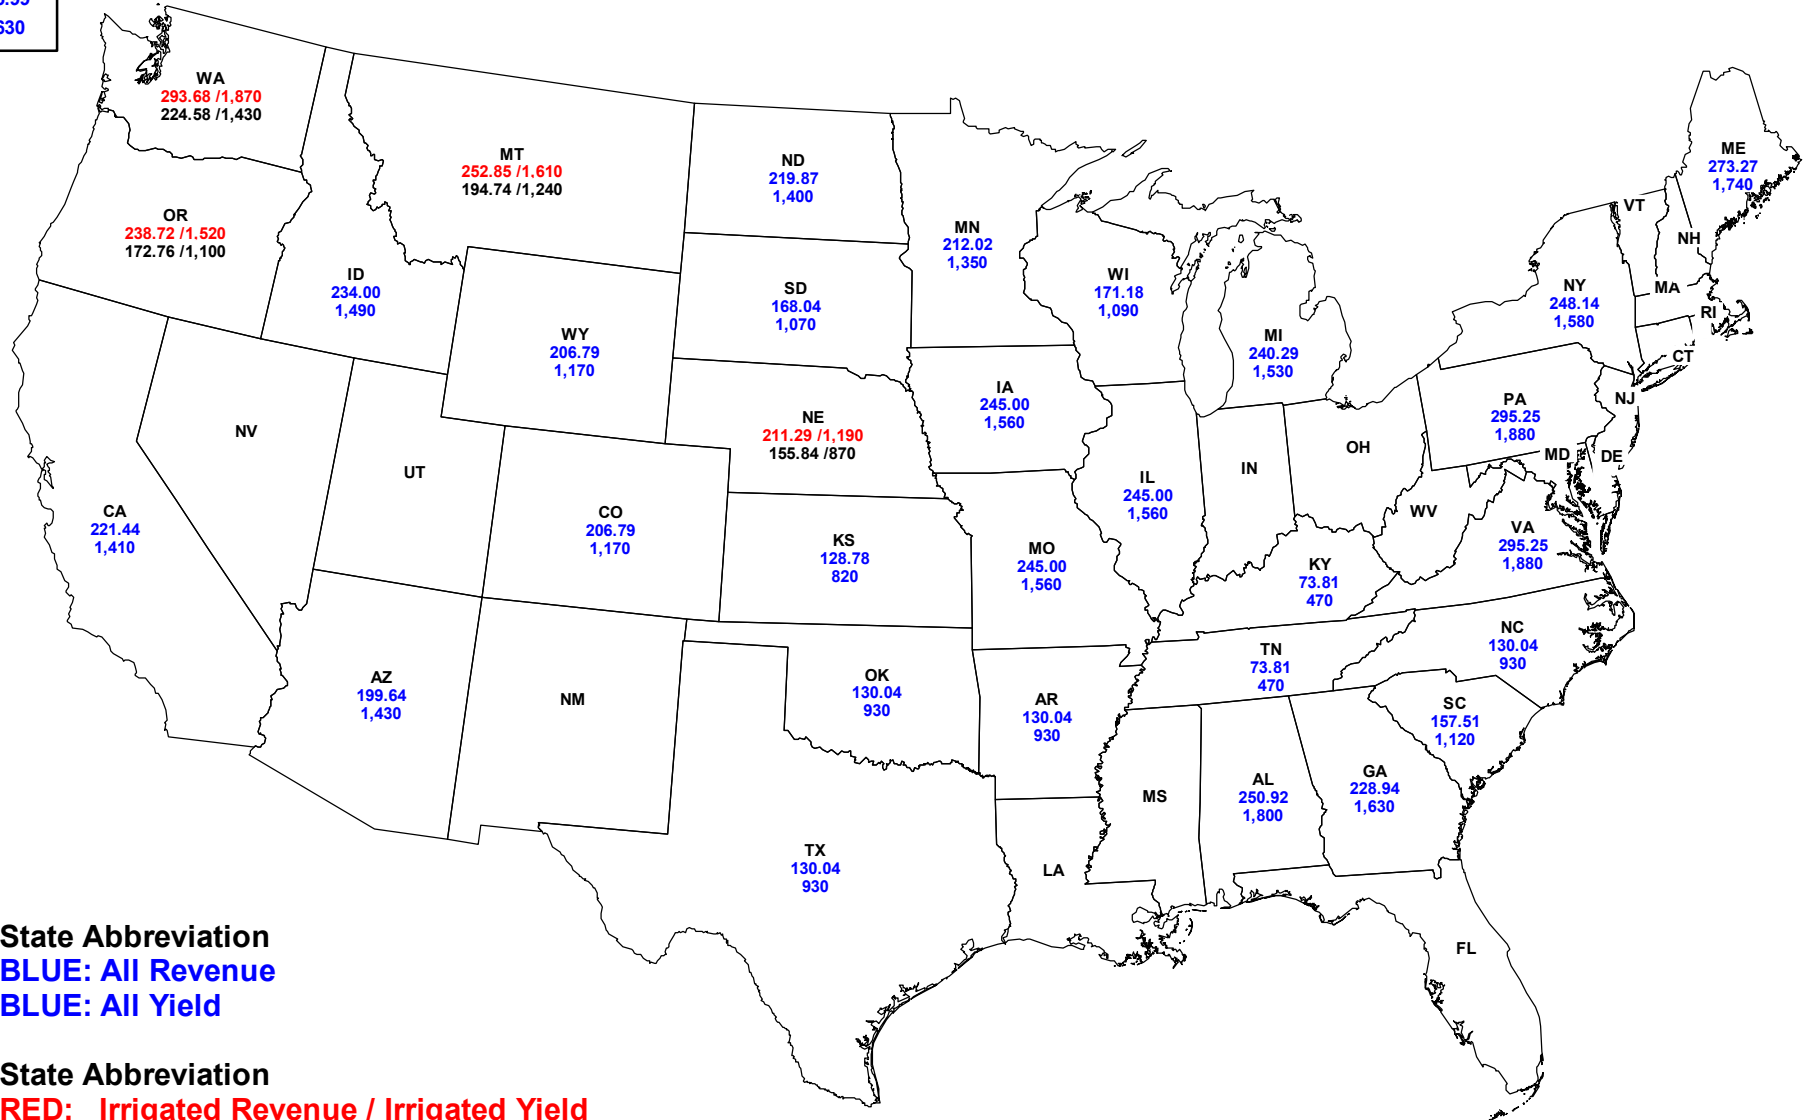 630
WA
293.68 /1,870
224.58 /1,430
MT
252.85 /1,610
194.74 /1,240
ND
219.87
1,400
ME
273.27
1,740
OR
238.72 /1,520
172.76 /1,100
ID
234.00
1,490
MN
212.02
1,350
VT
NH
WI
171.18
1,090
SD
168.04
1,070
NY
248.14
1,580
MA
RI
WY
206.79
1,170
MI
240.29
1,530
CT
IA
245.00
1,560
PA
295.25
1,880
NJ
NE
211.29 /1,190
155.84 /870
NV
UT
OH
IN
MD
DE
CA
221.44
1,410
CO
206.79
1,170
KS
128.78
820
IL
245.00
1,560
WV
VA
295.25
1,880
MO
245.00
1,560
KY
73.81
470
NC
130.04
930
TN
73.81
470
AZ
199.64
1,430
NM
OK
130.04
930
AR
130.04
930
SC
157.51
1,120
MS
AL
250.92
1,800
GA
228.94
1,630
TX
130.04
930
LA
FL
State Abbreviation
BLUE: All Revenue
BLUE: All Yield
State Abbreviation
RED: Irrigated Revenue / Irrigated Yield